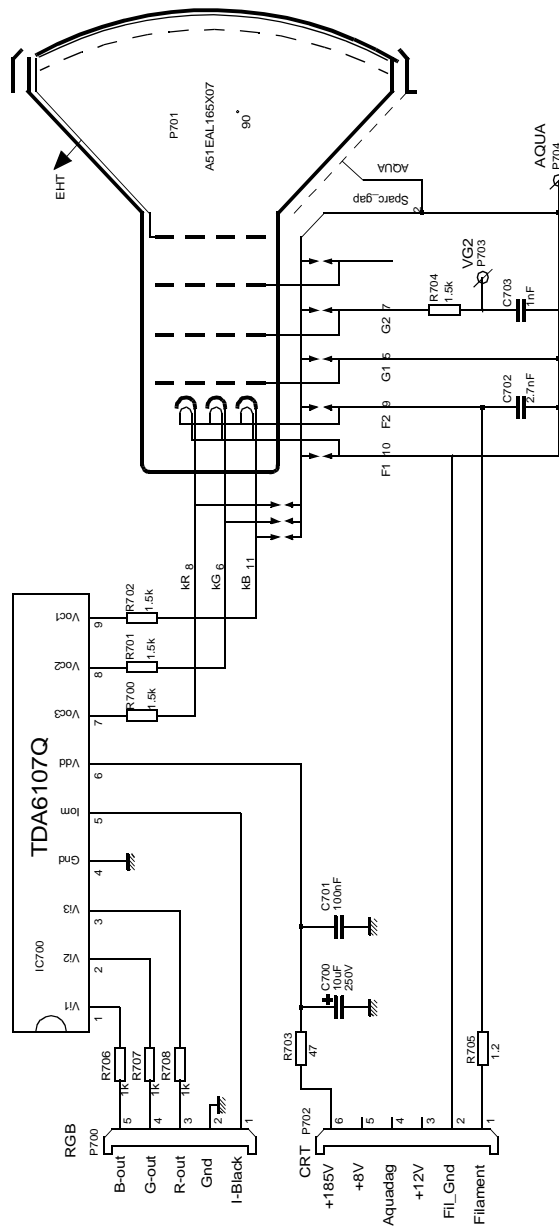 P701
A51EAL165X07
90°
EHT
AQUA
Sparc_gap
2
AQUA
P704
VG2
P703
R704
1.5k
C703
1nF
G2 7
G1 5
F2 9
F1 10
C702
2.7nF
kR 8
kG 6
kB 11
TDA6107Q
IC700
Voc1
9
Voc2
8
Voc3
7
Vdd
6
Iom
5
Gnd
4
Vi3
3
Vi2
2
Vi1
1
R702
1.5k
R701
1.5k
R700
1.5k
C701
100nF
C700
10uF
250V
R703
47
R705
1.2
R706
1k
R707
1k
R708
1k
RGB
P700
B-out 5
G-out 4
R-out 3
Gnd 2
I-Black 1
CRT
P702
+185V 6
+8V 5
Aquadag 4
+12V 3
Fil_Gnd 2
Filament 1